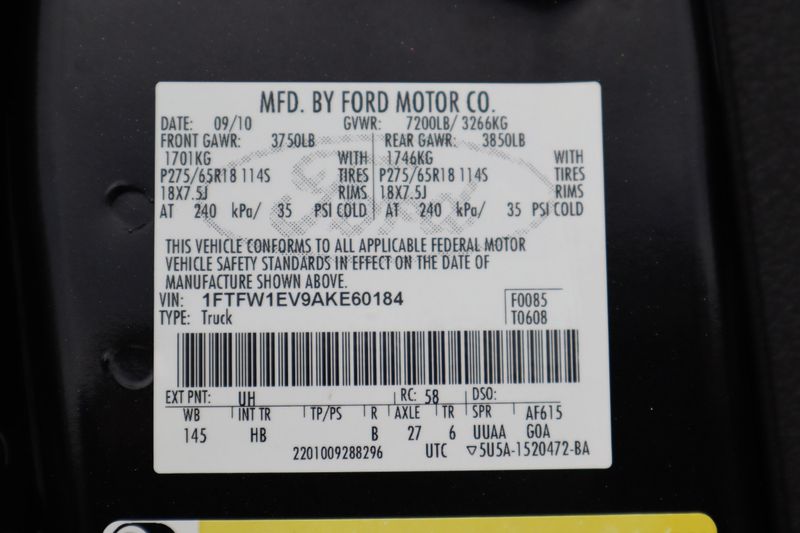 MFD. BY FORD MOTOR CO.
DATE: 09/10 GVWR: 7200LB/ 3266KG
FRONT GAWR: 3750LB REAR GAWR: 3850LB
1701KG WITH 1746KG WITH
P275/65R18 114S TIRES P275/65R18 114S TIRES
18X7.5J RIMS 18X7.5J RIMS
AT 240 kPa/ 35 PSI COLD AT 240 kPa/ 35 PSI COLD
Ford
THIS VEHICLE CONFORMS TO ALL APPLICABLE FEDERAL MOTOR
VEHICLE SAFETY STANDARDS IN EFFECT ON THE DATE OF
MANUFACTURE SHOWN ABOVE.
VIN: 1FTFW1EV9AKE60184 F0085
TYPE: Truck T0608
EXT PNT: UH RC: 58 DSO:
WB INT TR TP/PS R AXLE TR SPR AF615
145 HB B 27 6 UUAA GOA
2201009288296 UTC ▽5U5A-1520472-BA